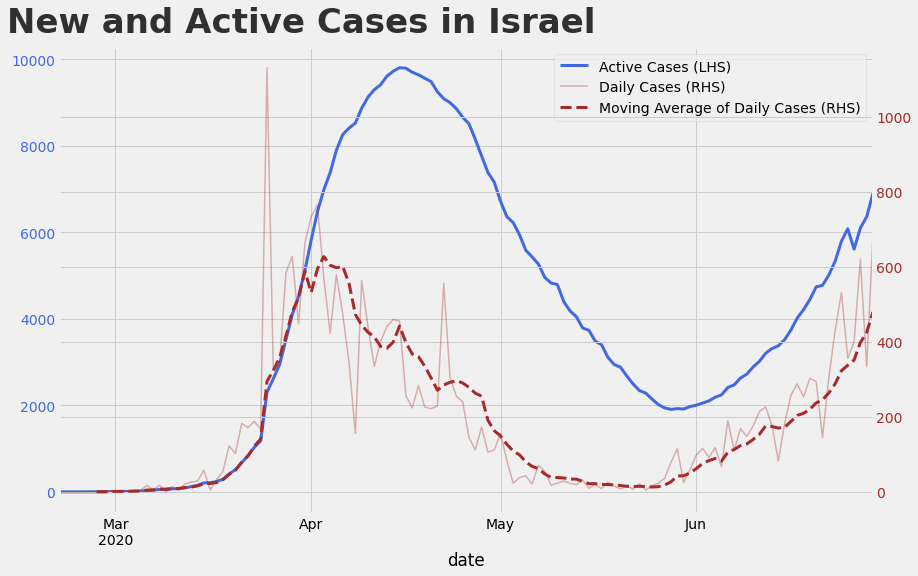 New and Active Cases in Israel
Active Cases (LHS)
Daily Cases (RHS)
Moving Average of Daily Cases (RHS)
10000
8000
6000
4000
2000
0
1000
800
600
400
200
0
Mar
2020
Apr
May
Jun
date